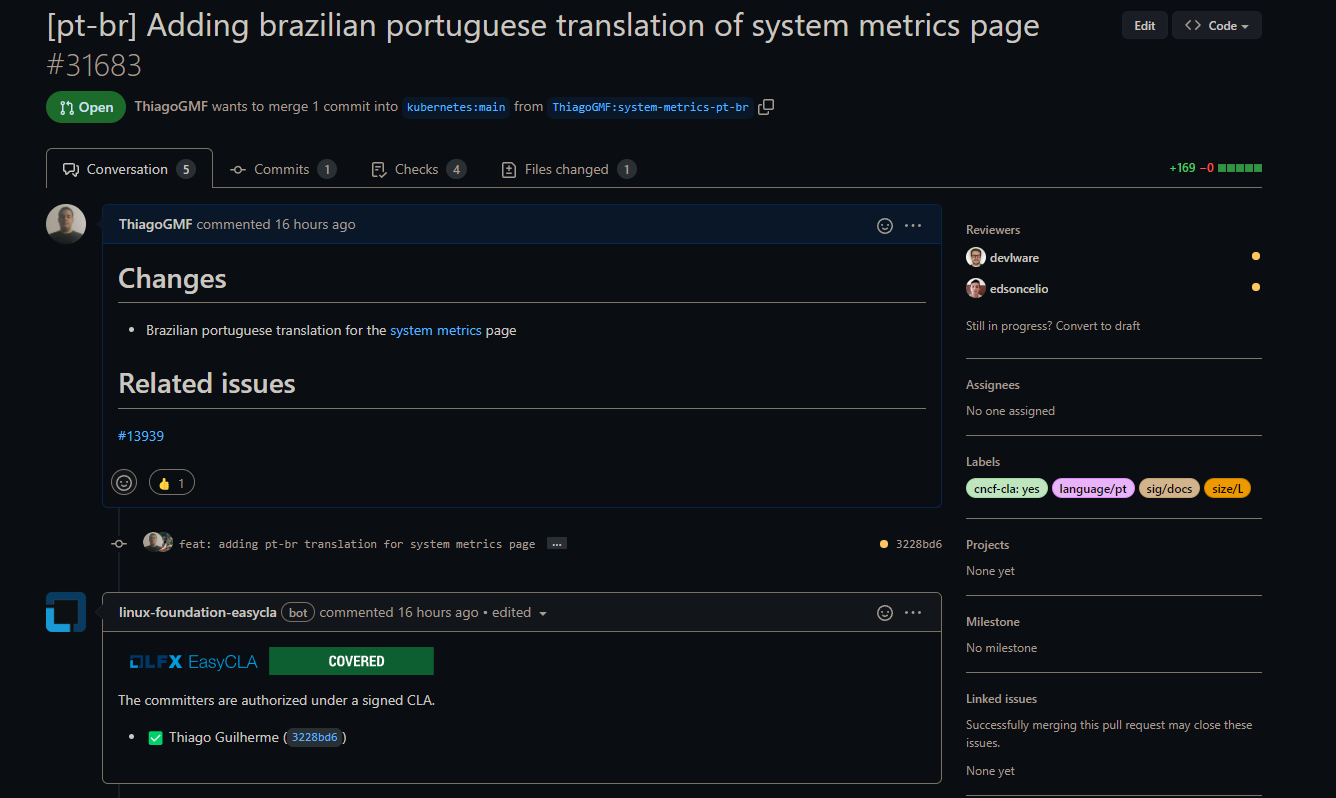 [pt-br] Adding brazilian portuguese translation of system metrics page
#31683
Edit
Code
Open
ThiagoGMF wants to merge 1 commit into kubernetes:main from ThiagoGMF:system-metrics-pt-br
Conversation 5
Commits 1
Checks 4
Files changed 1
+169 −0
ThiagoGMF commented 16 hours ago
Changes
Brazilian portuguese translation for the system metrics page
Related issues
#13939
👍 1
feat: adding pt-br translation for system metrics page … 3228bd6
linux-foundation-easycla bot commented 16 hours ago • edited
LFX EasyCLA COVERED
The committers are authorized under a signed CLA.
✅ Thiago Guilherme (3228bd6)
Reviewers
devlware
edsoncelio
Still in progress? Convert to draft
Assignees
No one assigned
Labels
cncf-cla: yes language/pt sig/docs size/L
Projects
None yet
Milestone
No milestone
Linked issues
Successfully merging this pull request may close these
issues.
None yet